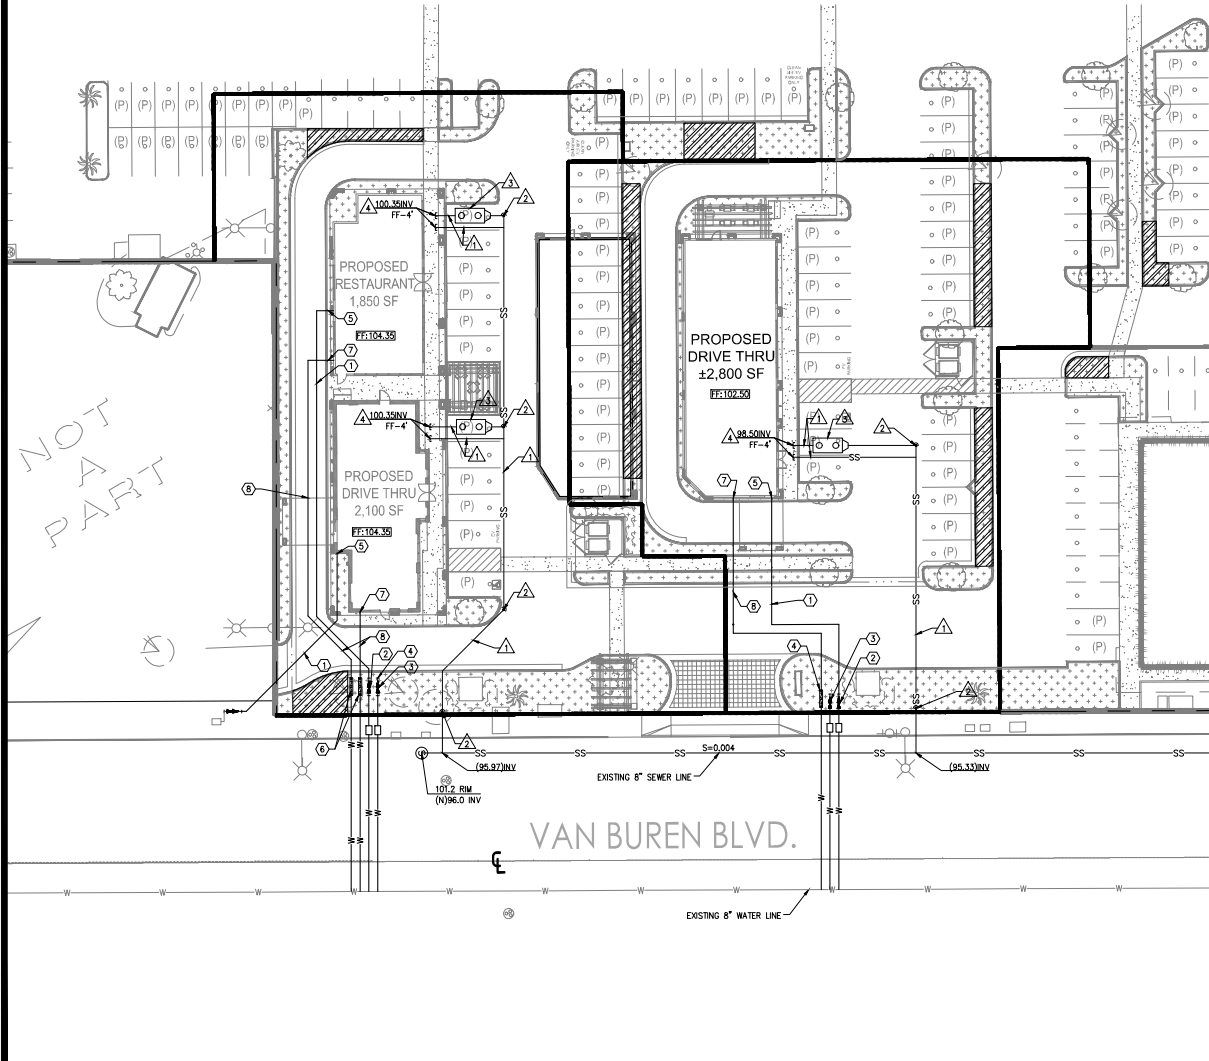 PROPOSED
RESTAURANT
1,850 SF
FF:104.35
100.35INV
FF-4'
PROPOSED
DRIVE THRU
2,100 SF
FF:104.35
100.35INV
FF-4'
PROPOSED
DRIVE THRU
±2,800 SF
FF:102.50
98.50INV
FF-4'
NOT
A
PART
S=0.004
EXISTING 8" SEWER LINE
(95.97)INV
(95.33)INV
101.2 RIM
(N)96.0 INV
VAN BUREN BLVD.
EXISTING 8" WATER LINE